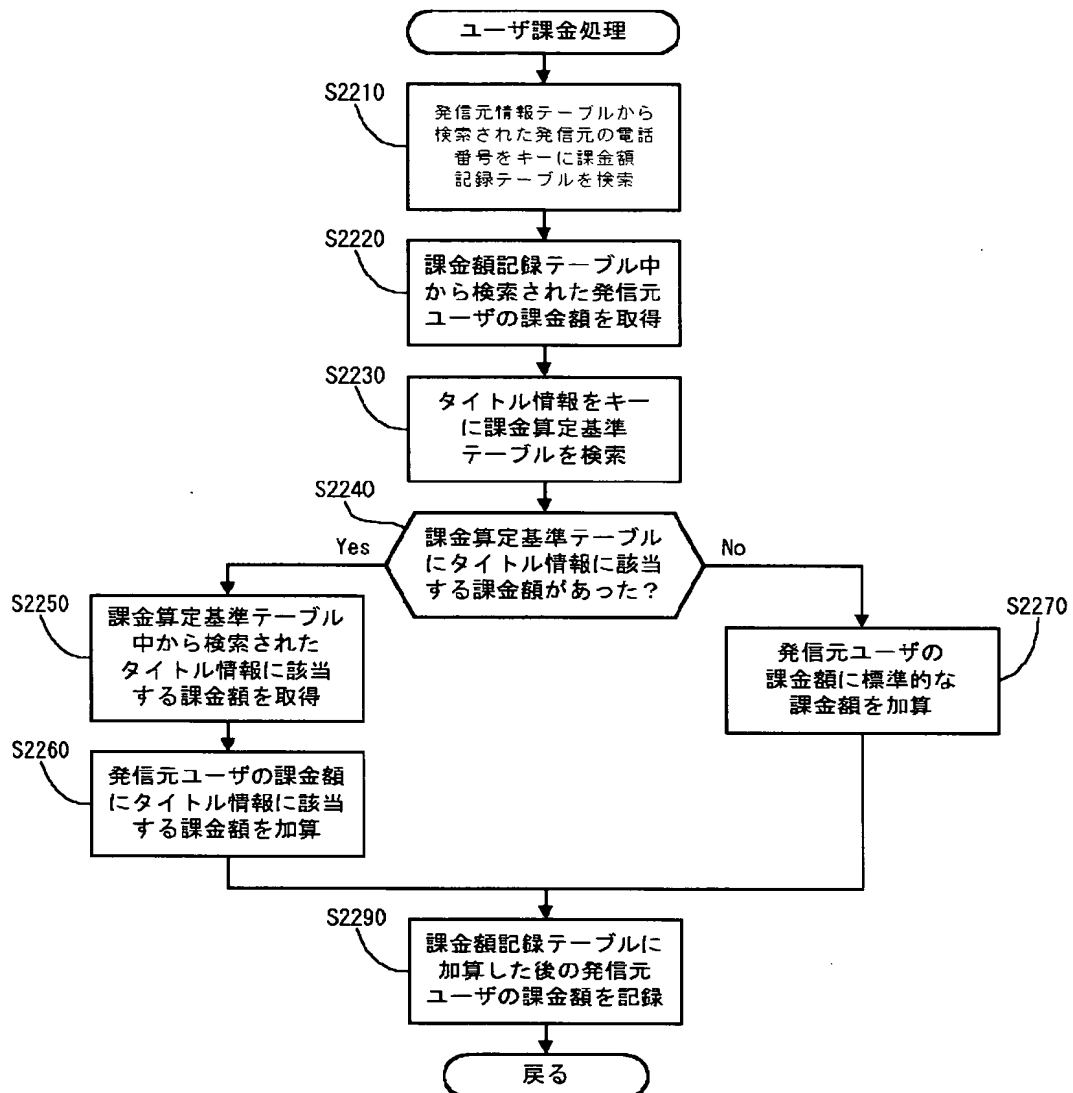 ユーザ課金処理
S2210
発信元情報テーブルから
検索された発信元の電話
番号をキーに課金額
記録テーブルを検索
S2220
課金額記録テーブル中
から検索された発信元
ユーザの課金額を取得
S2230
タイトル情報をキー
に課金算定基準
テーブルを検索
S2240
課金算定基準テーブル
にタイトル情報に該当
する課金額があった?
Yes
No
S2250
課金算定基準テーブル
中から検索された
タイトル情報に該当
する課金額を取得
S2270
発信元ユーザの
課金額に標準的な
課金額を加算
S2260
発信元ユーザの課金額
にタイトル情報に該当
する課金額を加算
S2290
課金額記録テーブルに
加算した後の発信元
ユーザの課金額を記録
戻る